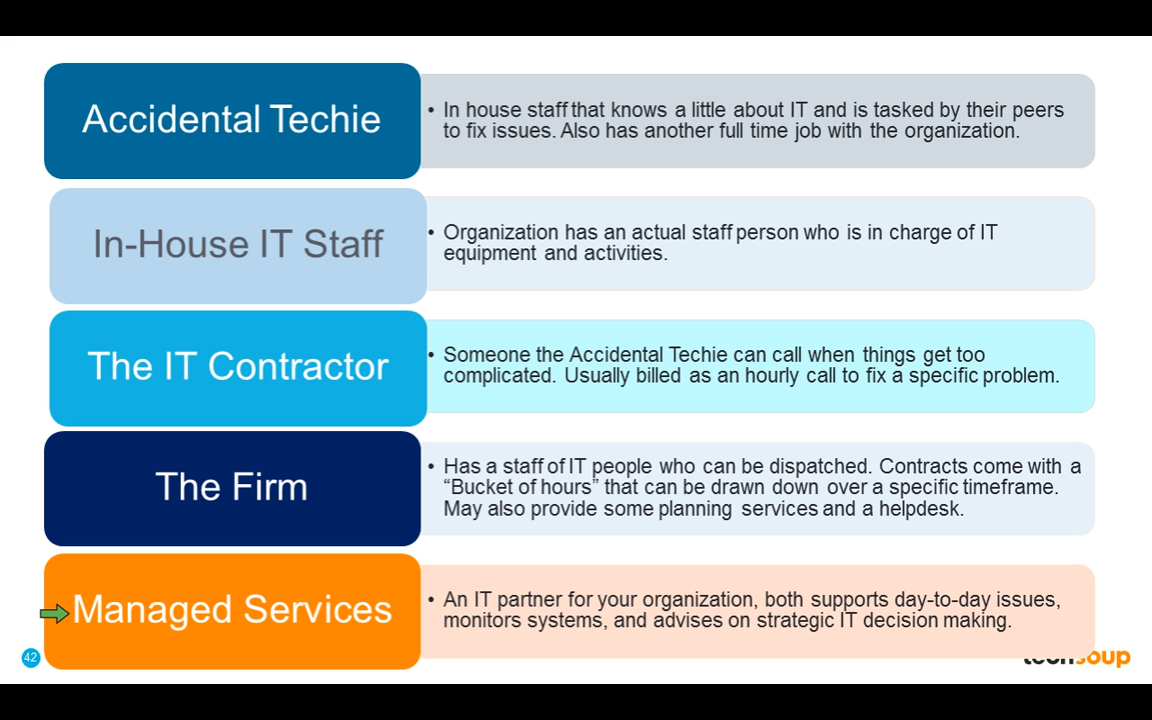 Accidental Techie
• In house staff that knows a little about IT and is tasked by their peers
to fix issues. Also has another full time job with the organization.
In-House IT Staff
• Organization has an actual staff person who is in charge of IT
equipment and activities.
The IT Contractor
• Someone the Accidental Techie can call when things get too
complicated. Usually billed as an hourly call to fix a specific problem.
The Firm
• Has a staff of IT people who can be dispatched. Contracts come with a
“Bucket of hours” that can be drawn down over a specific timeframe.
May also provide some planning services and a helpdesk.
Managed Services
• An IT partner for your organization, both supports day-to-day issues,
monitors systems, and advises on strategic IT decision making.
42
techsoup